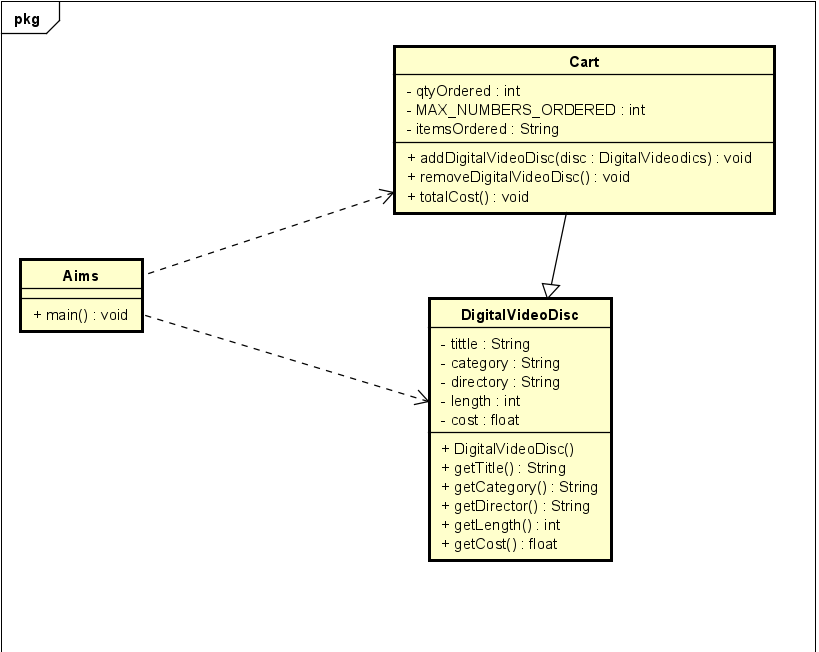 pkg
Cart
- qtyOrdered : int
- MAX_NUMBERS_ORDERED : int
- itemsOrdered : String
+ addDigitalVideoDisc(disc : DigitalVideodics) : void
+ removeDigitalVideoDisc() : void
+ totalCost() : void
Aims
+ main() : void
DigitalVideoDisc
- tittle : String
- category : String
- directory : String
- length : int
- cost : float
+ DigitalVideoDisc()
+ getTitle() : String
+ getCategory() : String
+ getDirector() : String
+ getLength() : int
+ getCost() : float